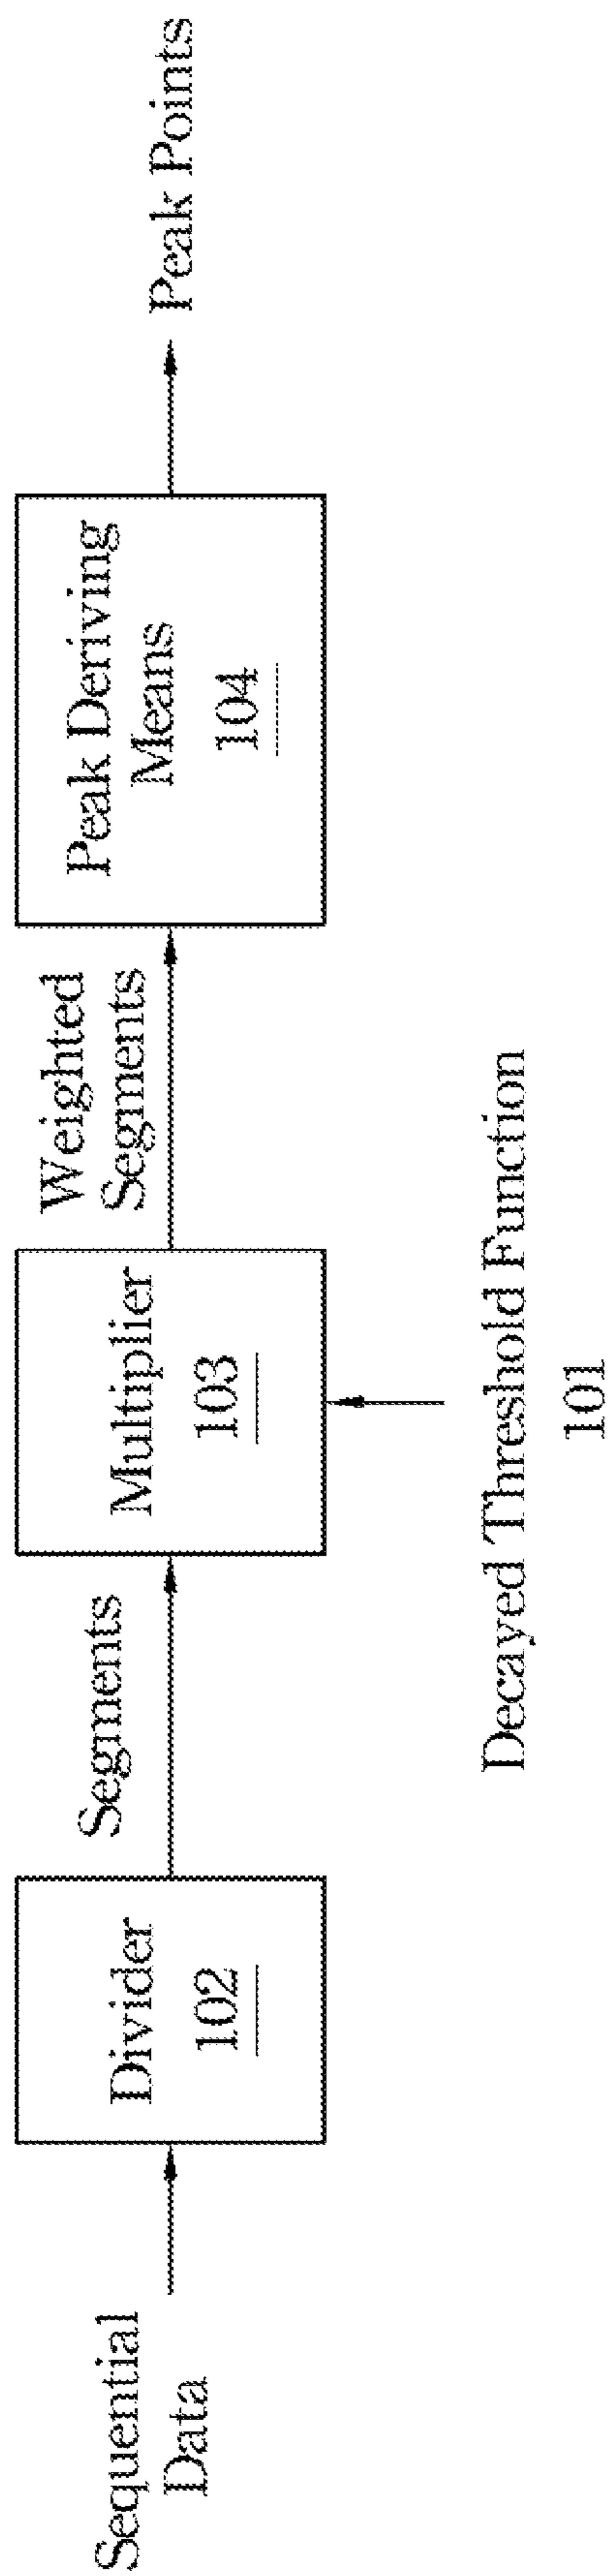 Sequential
Data
Divider
102
Segments
Multiplier
103
Decayed Threshold Function
101
Weighted
Segments
Peak Deriving
Means
104
Peak Points